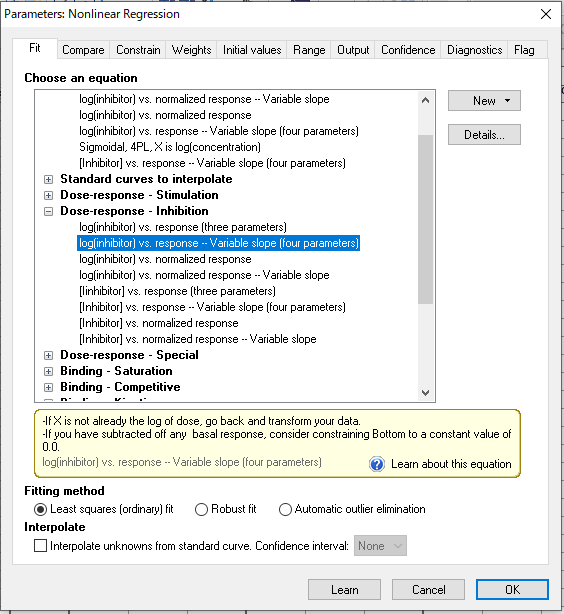 Parameters: Nonlinear Regression
Fit Compare Constrain Weights Initial values Range Output Confidence Diagnostics Flag
Choose an equation
log(inhibitor) vs. normalized response -- Variable slope
log(inhibitor) vs. normalized response
log(inhibitor) vs. response -- Variable slope (four parameters)
Sigmoidal, 4PL, X is log(concentration)
[Inhibitor] vs. response -- Variable slope (four parameters)
Standard curves to interpolate
Dose-response - Stimulation
Dose-response - Inhibition
log(inhibitor) vs. response (three parameters)
log(inhibitor) vs. response -- Variable slope (four parameters)
log(inhibitor) vs. normalized response
log(inhibitor) vs. normalized response -- Variable slope
[Iinhibitor] vs. response (three parameters)
[Inhibitor] vs. response -- Variable slope (four parameters)
[Inhibitor] vs. normalized response
[Inhibitor] vs. normalized response -- Variable slope
Dose-response - Special
Binding - Saturation
Binding - Competitive
New
Details...
-If X is not already the log of dose, go back and transform your data.
-If you have subtracted off any basal response, consider constraining Bottom to a constant value of
0.0.
log(inhibitor) vs. response -- Variable slope (four parameters)
Learn about this equation
Fitting method
Least squares (ordinary) fit Robust fit Automatic outlier elimination
Interpolate
Interpolate unknowns from standard curve. Confidence interval: None
Learn Cancel OK